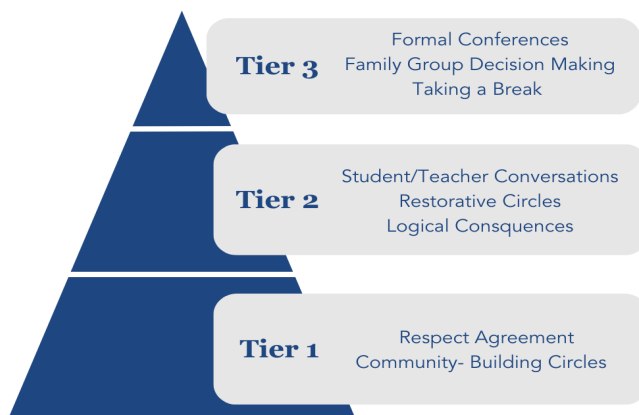 Tier 3
Formal Conferences
Family Group Decision Making
Taking a Break
Tier 2
Student/Teacher Conversations
Restorative Circles
Logical Consquences
Tier 1
Respect Agreement
Community- Building Circles